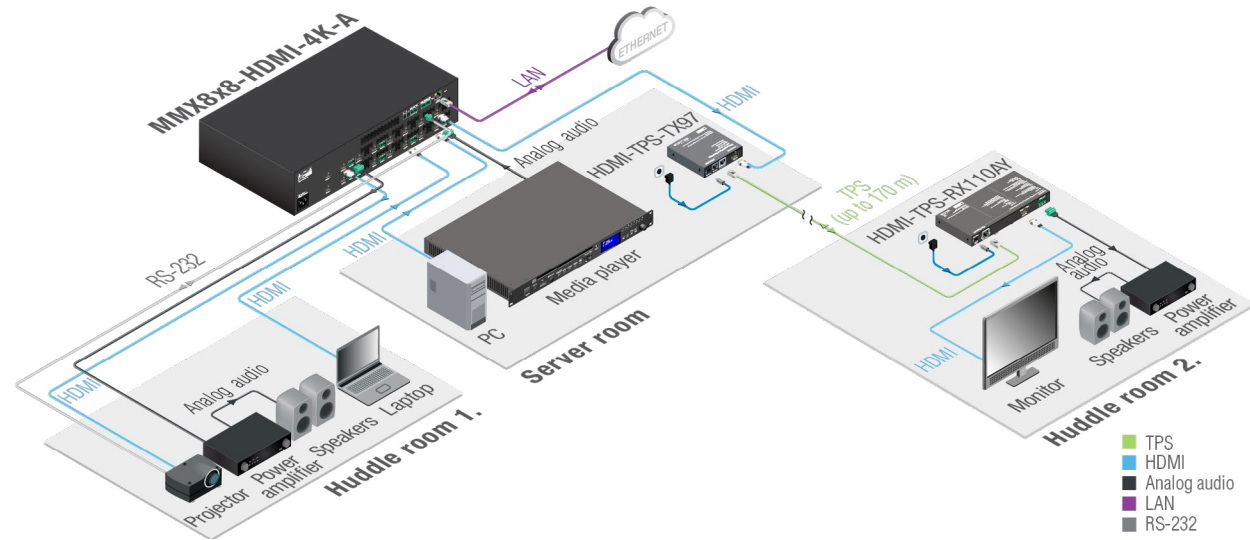 MMX8x8-HDMI-4K-A
ETHERNET
LAN
HDMI
Analog audio
HDMI-TPS-TX97
TPS
(up to 170 m)
HDMI-TPS-RX110AY
HDMI
Media player
PC
Server room
RS-232
HDMI
HDMI
Analog audio
Projector
Power
amplifier
Speakers
Laptop
Huddle room 1.
Analog
audio
HDMI
Monitor
Speakers
Power
amplifier
Huddle room 2.
TPS
HDMI
Analog audio
LAN
RS-232